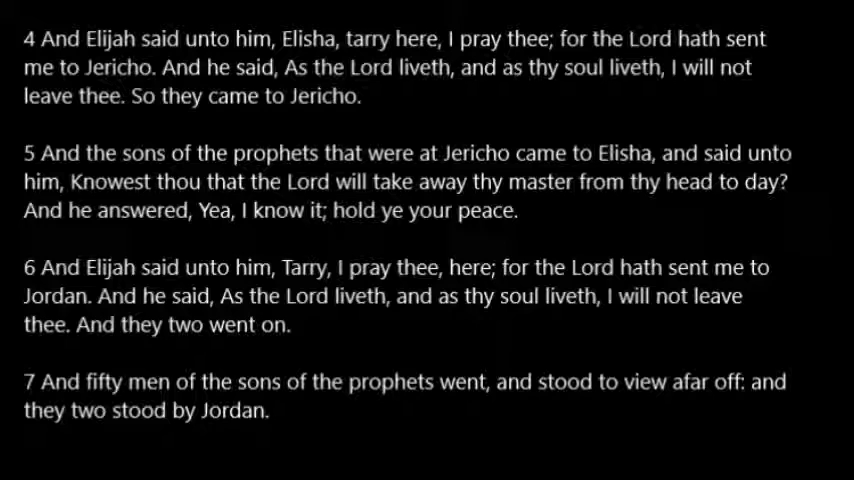 4 And Elijah said unto him, Elisha, tarry here, I pray thee; for the Lord hath sent
me to Jericho. And he said, As the Lord liveth, and as thy soul liveth, I will not
leave thee. So they came to Jericho.
5 And the sons of the prophets that were at Jericho came to Elisha, and said unto
him, Knowest thou that the Lord will take away thy master from thy head to day?
And he answered, Yea, I know it; hold ye your peace.
6 And Elijah said unto him, Tarry, I pray thee, here; for the Lord hath sent me to
Jordan. And he said, As the Lord liveth, and as thy soul liveth, I will not leave
thee. And they two went on.
7 And fifty men of the sons of the prophets went, and stood to view afar off: and
they two stood by Jordan.